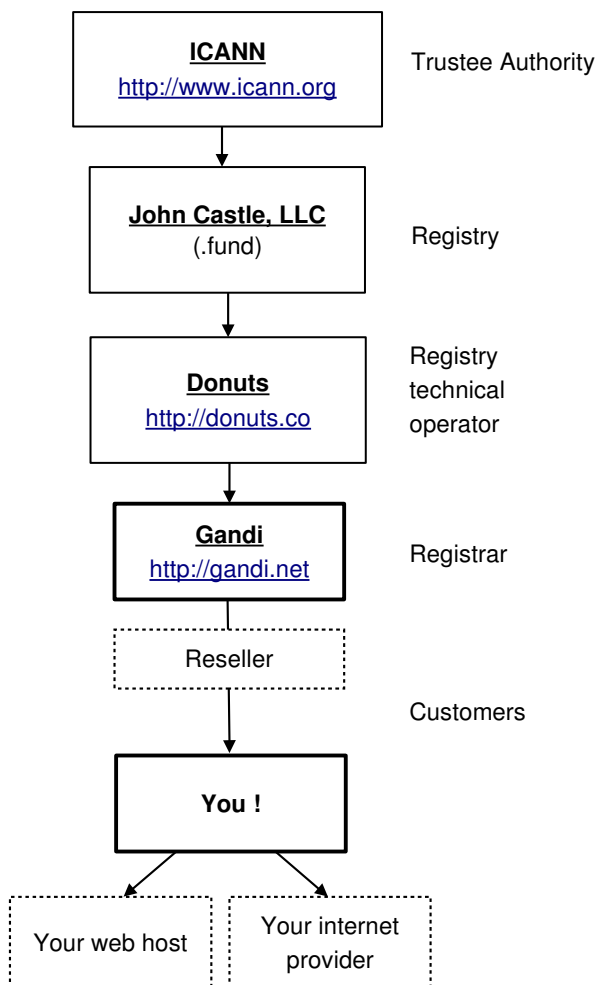 ICANN
http://www.icann.org
Trustee Authority
John Castle, LLC
(.fund)
Registry
Donuts
http://donuts.co
Registry
technical
operator
Gandi
http://gandi.net
Registrar
Reseller
Customers
You !
Your web host
Your internet
provider